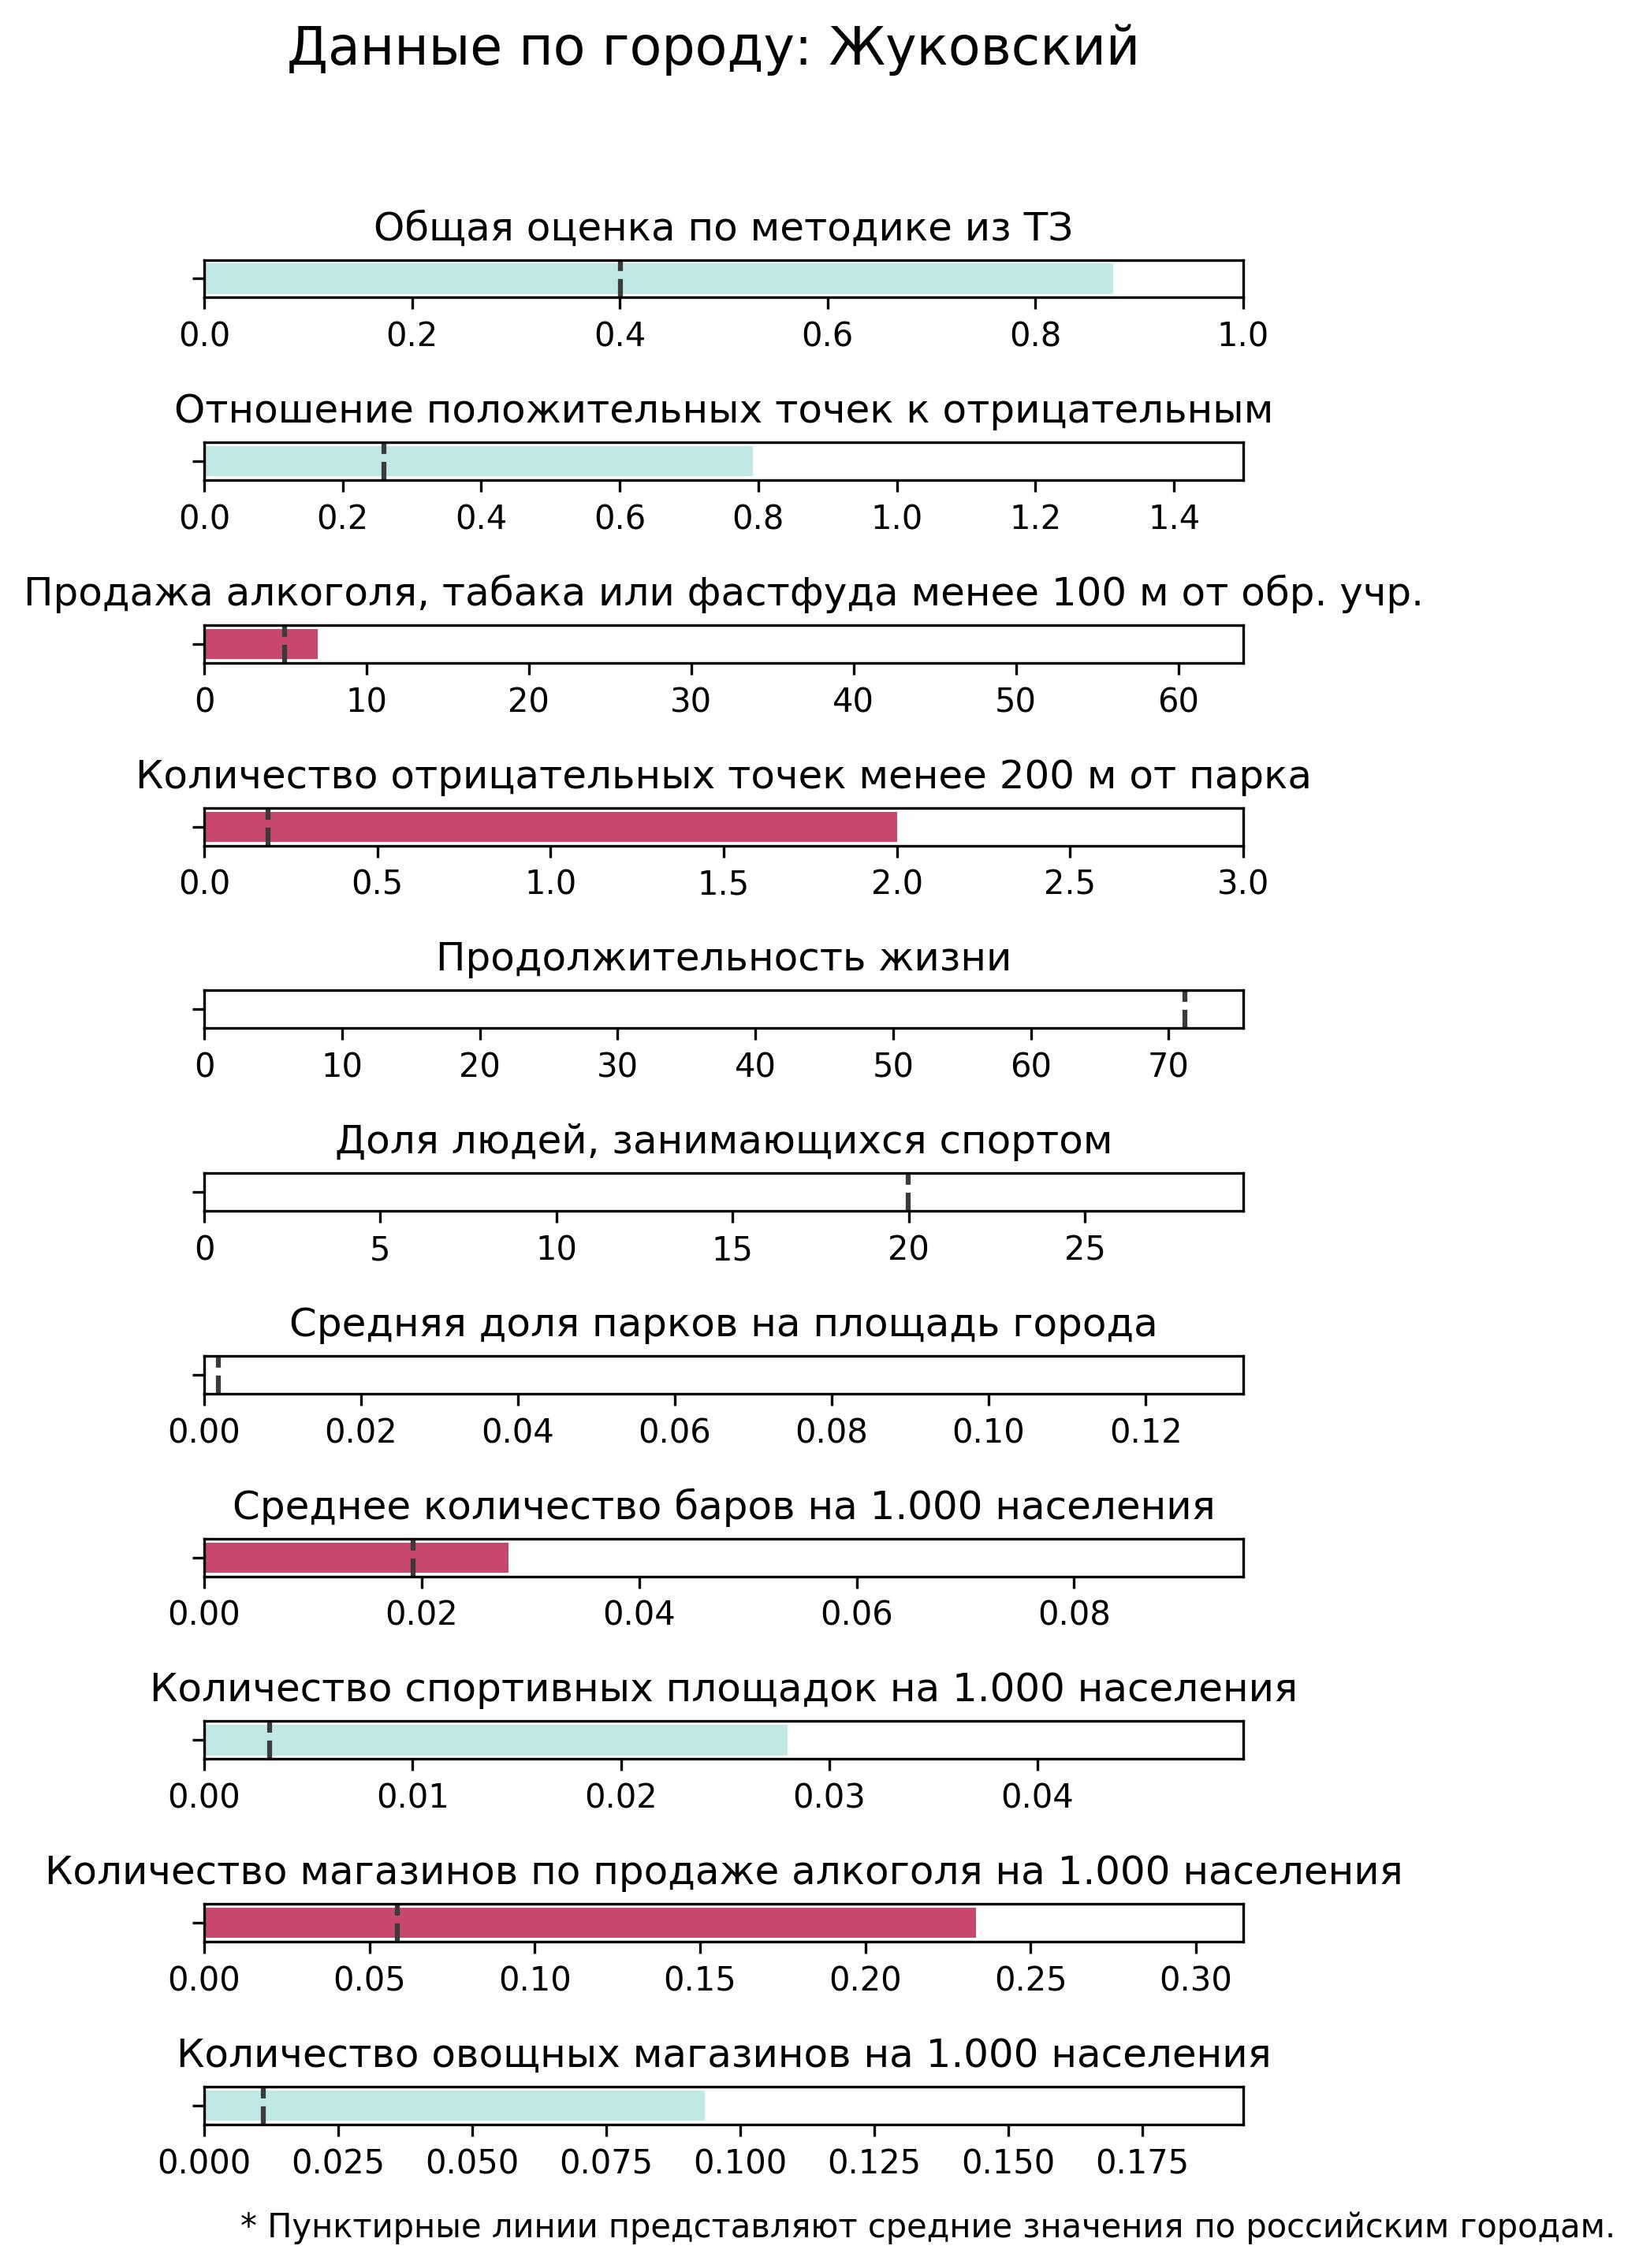 Данные по городу: Жуковский
Общая оценка по методике из ТЗ
0.0 0.2 0.4 0.6 0.8 1.0
Отношение положительных точек к отрицательным
0.0 0.2 0.4 0.6 0.8 1.0 1.2 1.4
Продажа алкоголя, табака или фастфуда менее 100 м от обр. учр.
0 10 20 30 40 50 60
Количество отрицательных точек менее 200 м от парка
0.0 0.5 1.0 1.5 2.0 2.5 3.0
Продолжительность жизни
0 10 20 30 40 50 60 70
Доля людей, занимающихся спортом
0 5 10 15 20 25
Средняя доля парков на площадь города
0.00 0.02 0.04 0.06 0.08 0.10 0.12
Среднее количество баров на 1.000 населения
0.00 0.02 0.04 0.06 0.08
Количество спортивных площадок на 1.000 населения
0.00 0.01 0.02 0.03 0.04
Количество магазинов по продаже алкоголя на 1.000 населения
0.00 0.05 0.10 0.15 0.20 0.25 0.30
Количество овощных магазинов на 1.000 населения
0.000 0.025 0.050 0.075 0.100 0.125 0.150 0.175
* Пунктирные линии представляют средние значения по российским городам.